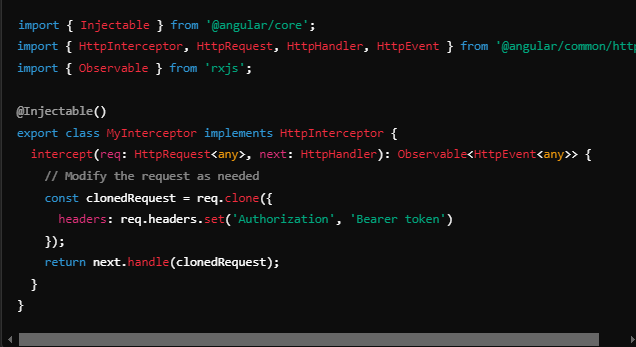 import { Injectable } from '@angular/core';
import { HttpInterceptor, HttpRequest, HttpHandler, HttpEvent } from '@angular/common/http
import { Observable } from 'rxjs';
@Injectable()
export class MyInterceptor implements HttpInterceptor {
  intercept(req: HttpRequest<any>, next: HttpHandler): Observable<HttpEvent<any>> {
    // Modify the request as needed
    const clonedRequest = req.clone({
      headers: req.headers.set('Authorization', 'Bearer token')
    });
    return next.handle(clonedRequest);
  }
}